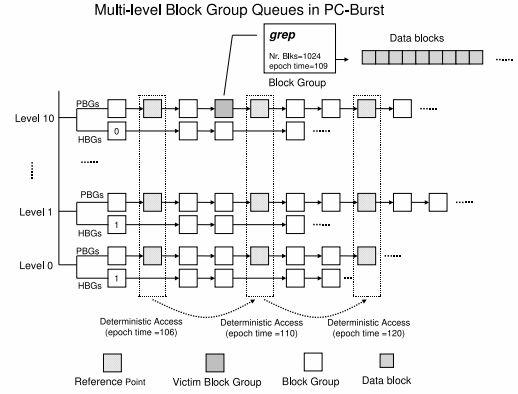 Multi-level Block Group Queues in PC-Burst
grep
Nr. Blks=1024
epoch time=109
Block Group
Data blocks
......
Level 10
PBGs
......
HBGs
0
......
......
......
Level 1
PBGs
......
HBGs
1
......
Level 0
PBGs
......
HBGs
1
...
Deterministic Access
(epoch time =106)
Deterministic Access
(epoch time =110)
Deterministic Access
(epoch time =120)
Reference Point
Victim Block Group
Block Group
Data block